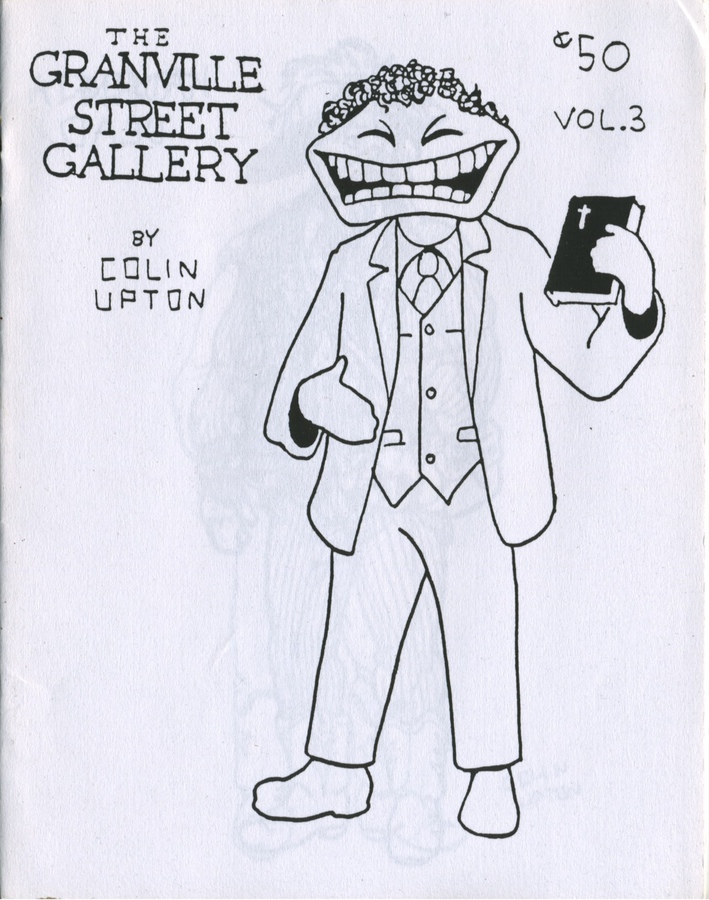 THE
GRANVILLE
STREET
GALLERY
BY
COLIN
UPTON
¢50
VOL.3